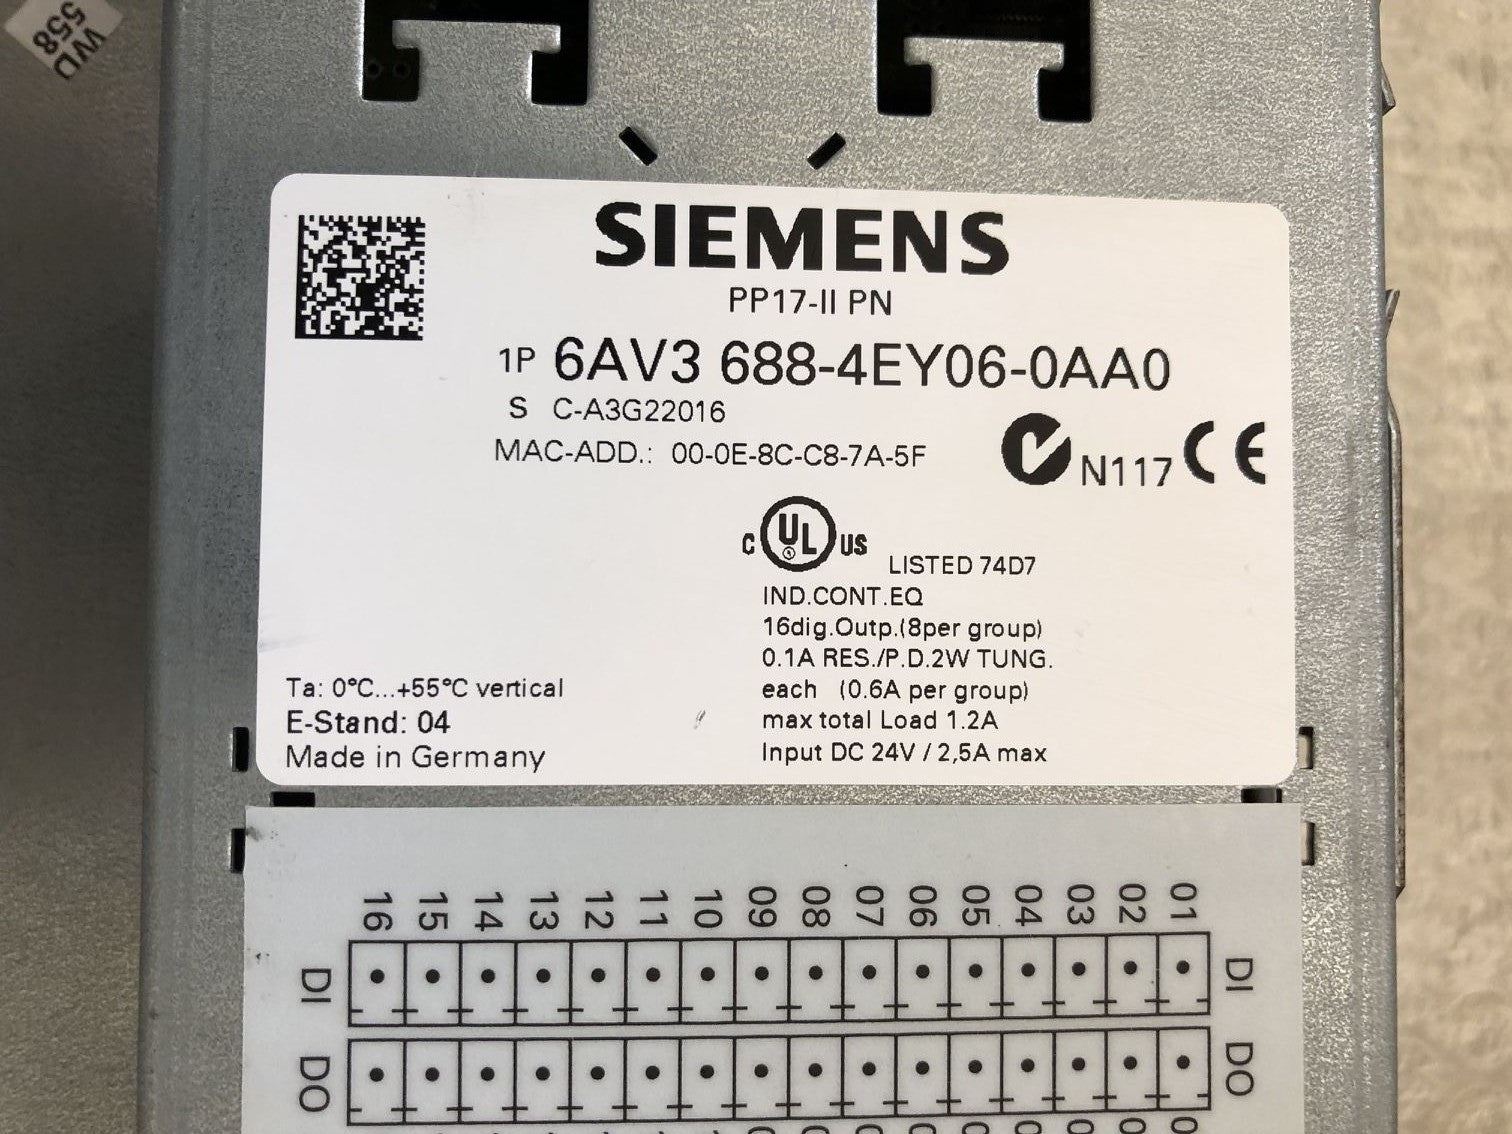 VVD
558
SIEMENS
PP17-II PN
1P 6AV3 688-4EY06-0AA0
S C-A3G22016
MAC-ADD.: 00-0E-8C-C8-7A-5F
N117 CE
C UL US LISTED 74D7
IND.CONT.EQ
16dig.Outp.(8per group)
0.1A RES./P.D.2W TUNG.
each (0.6A per group)
max total Load 1.2A
Input DC 24V / 2,5A max
Ta: 0°C...+55°C vertical
E-Stand: 04
Made in Germany
16 15 14 13 12 11 10 09 08 07 06 05 04 03 02 01
DI DI
DO DO